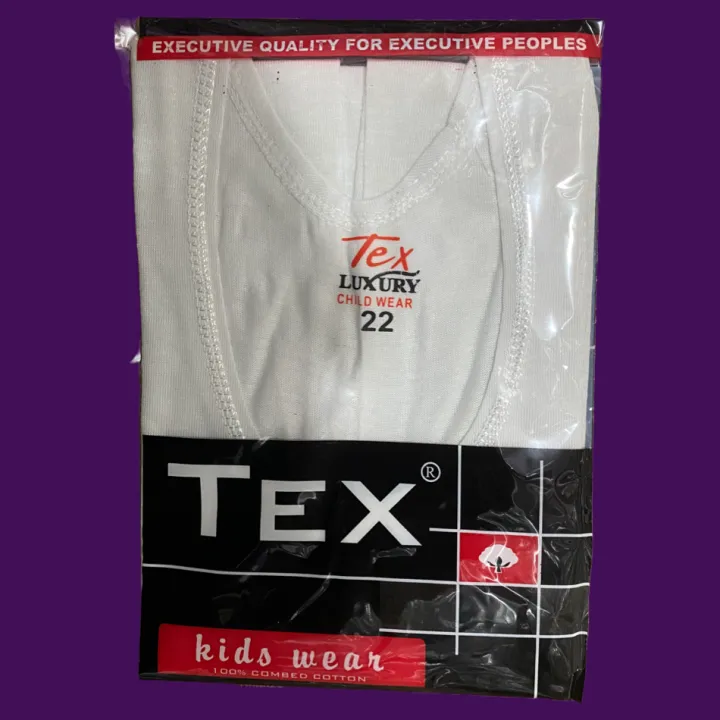 EXECUTIVE QUALITY FOR EXECUTIVE PEOPLES
Tex
LUXURY
CHILD WEAR
22
TEX®
kids wear
100% COMBED COTTON